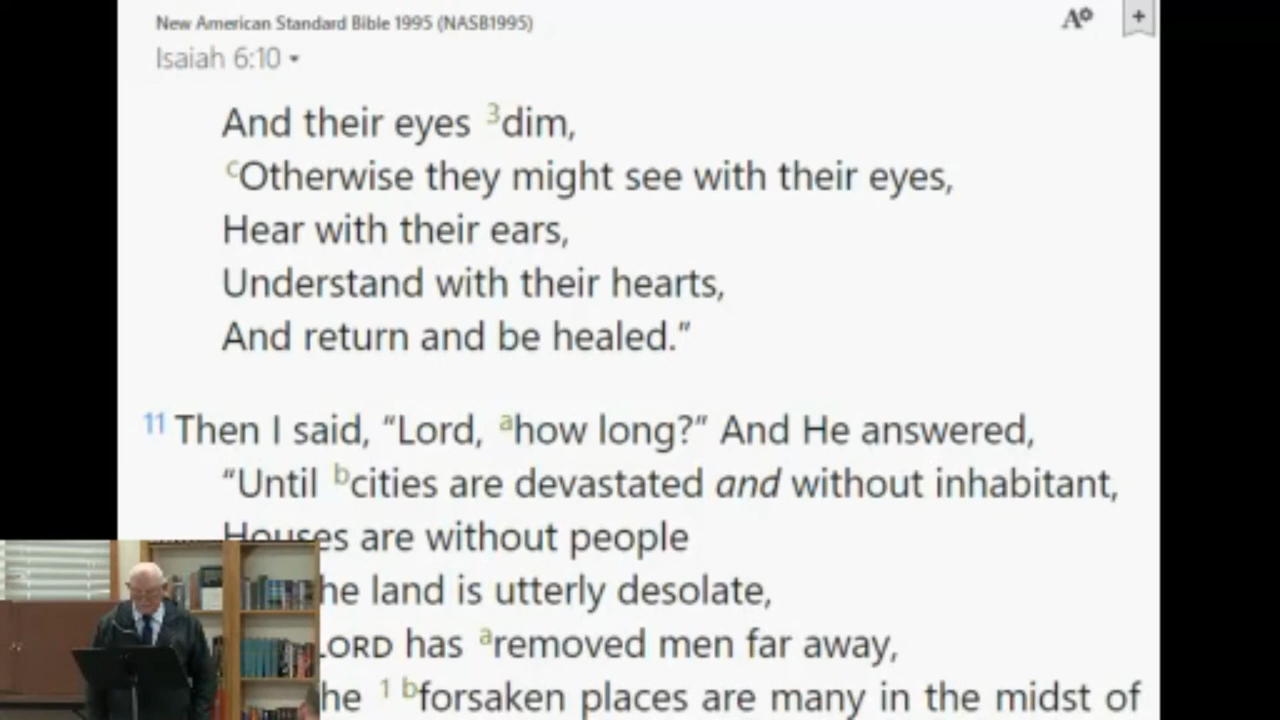 New American Standard Bible 1995 (NASB1995)
Isaiah 6:10
And their eyes 3dim,
cOtherwise they might see with their eyes,
Hear with their ears,
Understand with their hearts,
And return and be healed.”
11 Then I said, “Lord, ahow long?” And He answered,
“Until bcities are devastated and without inhabitant,
Houses are without people
he land is utterly desolate,
LORD has aremoved men far away,
he 1 bforsaken places are many in the midst of